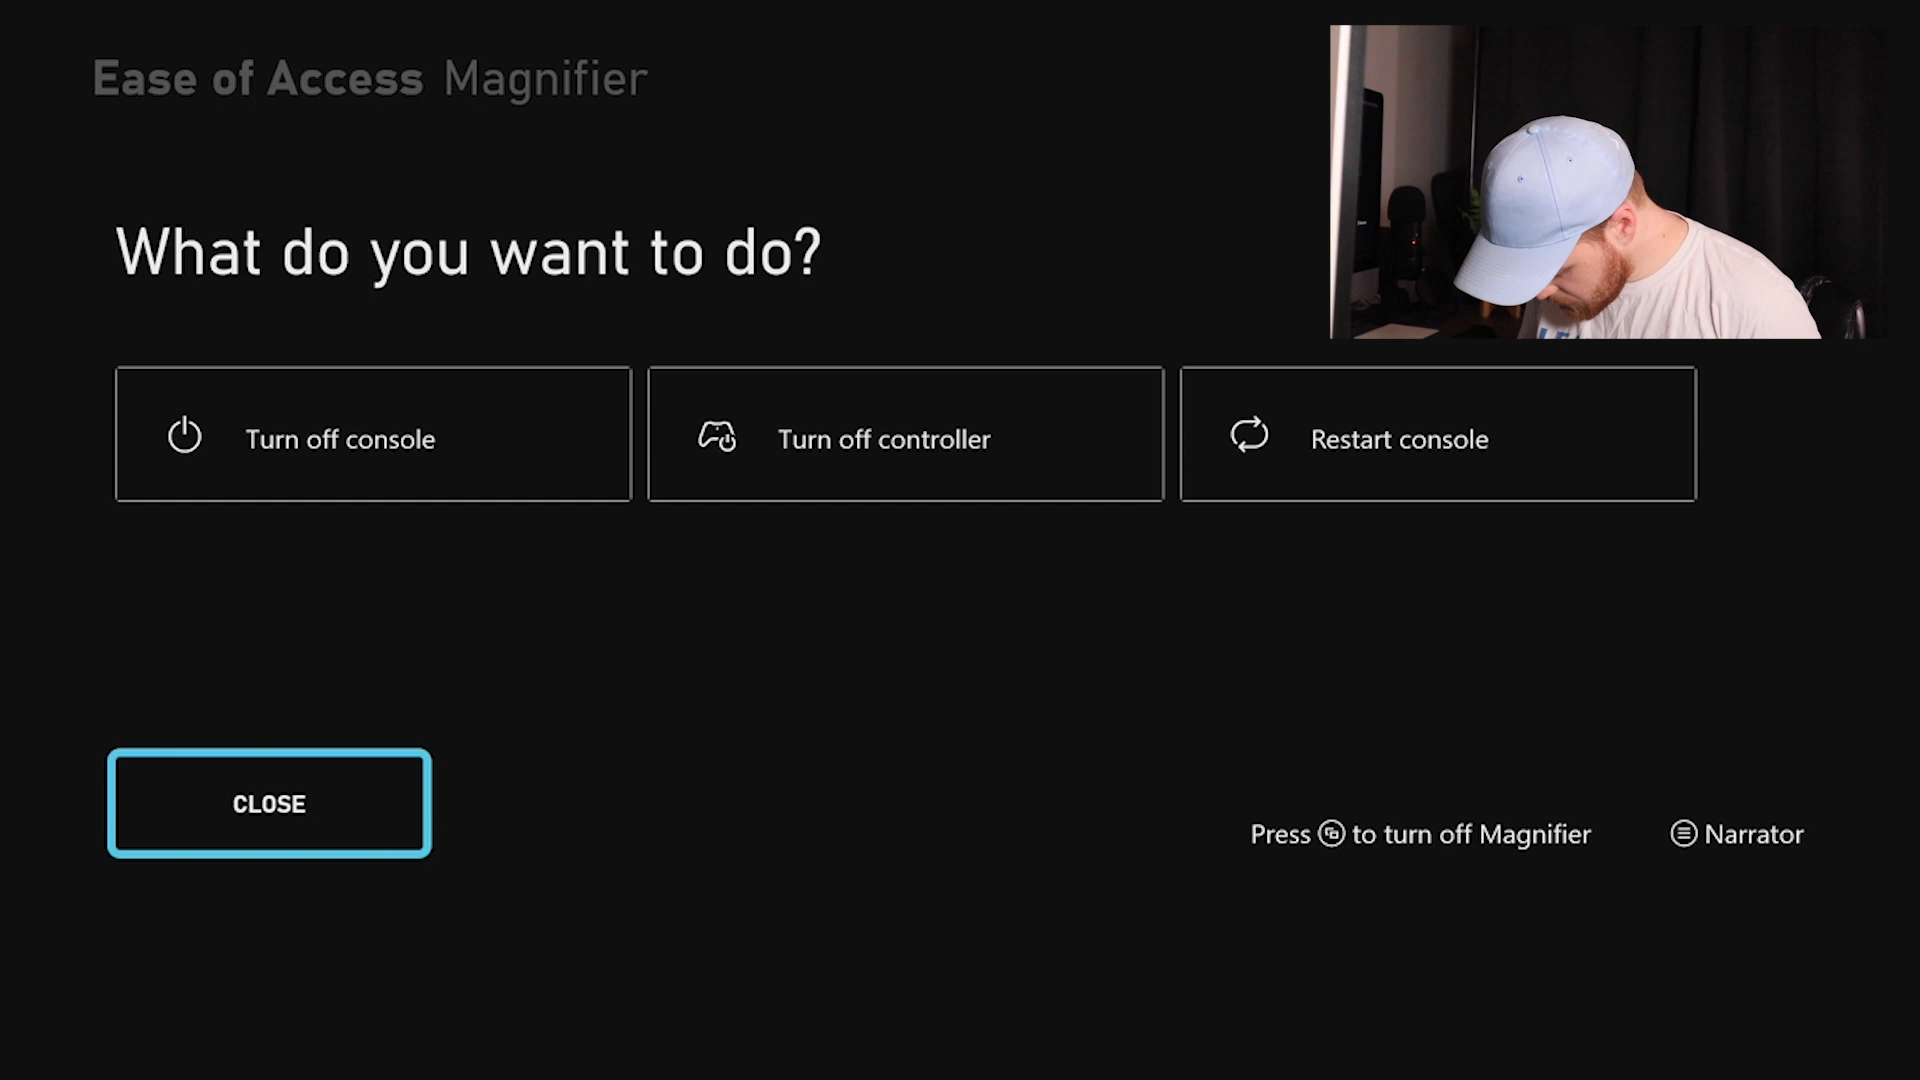 Ease of Access Magnifier
What do you want to do?
Turn off console
Turn off controller
Restart console
CLOSE
Press to turn off Magnifier
Narrator